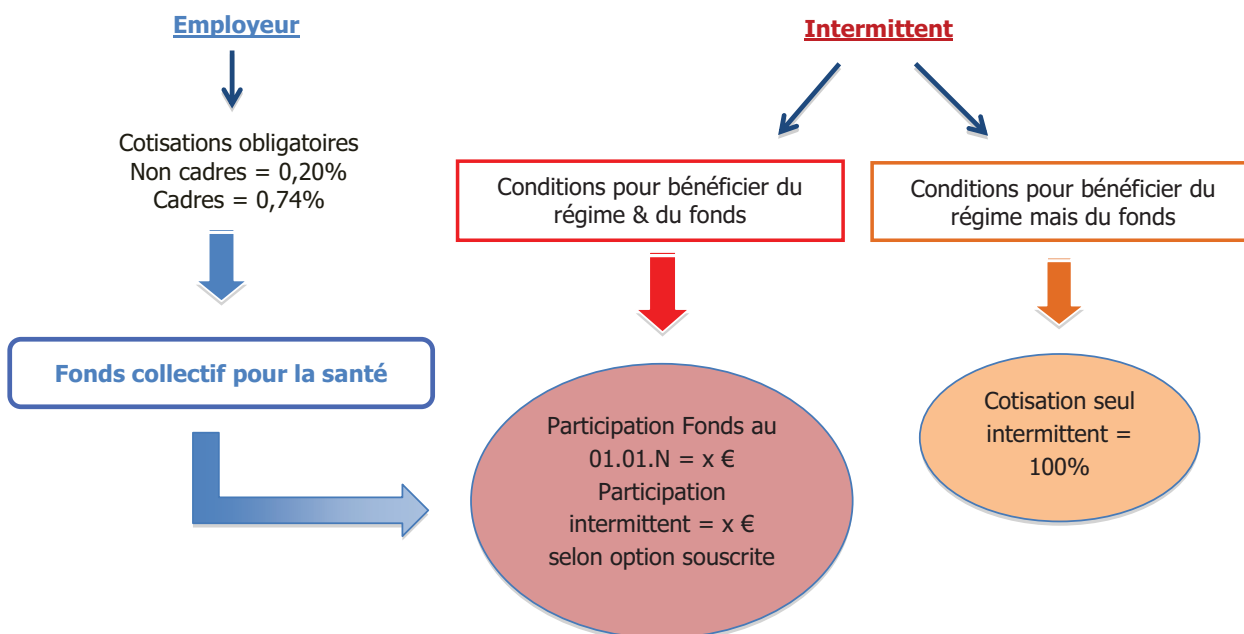 Employeur
Cotisations obligatoires
Non cadres = 0,20%
Cadres = 0,74%
Fonds collectif pour la santé
Intermittent
Conditions pour bénéficier du
régime & du fonds
Conditions pour bénéficier du
régime mais du fonds
Participation Fonds au
01.01.N = x €
Participation
intermittent = x €
selon option souscrite
Cotisation seul
intermittent =
100%